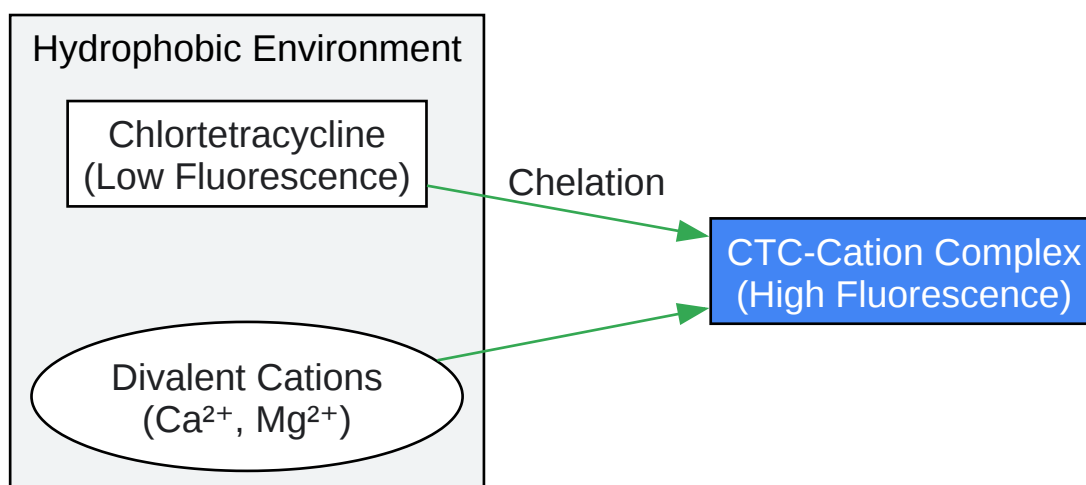 Hydrophobic Environment
Chlortetracycline
(Low Fluorescence)
Chelation
CTC-Cation Complex
(High Fluorescence)
Divalent Cations
(Ca²⁺, Mg²⁺)